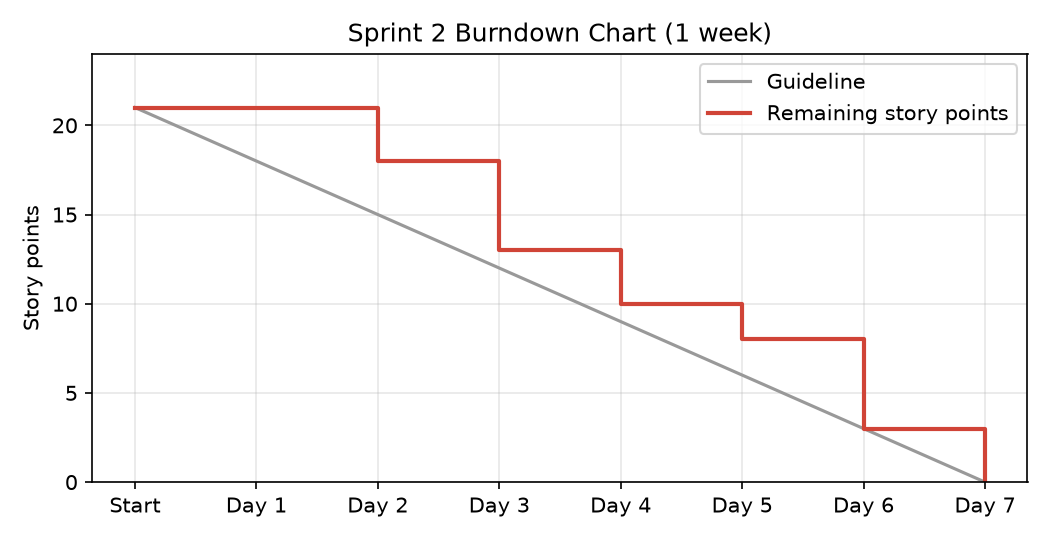 Sprint 2 Burndown Chart (1 week)
Guideline
Remaining story points
Story points
20
15
10
5
0
Start Day 1 Day 2 Day 3 Day 4 Day 5 Day 6 Day 7